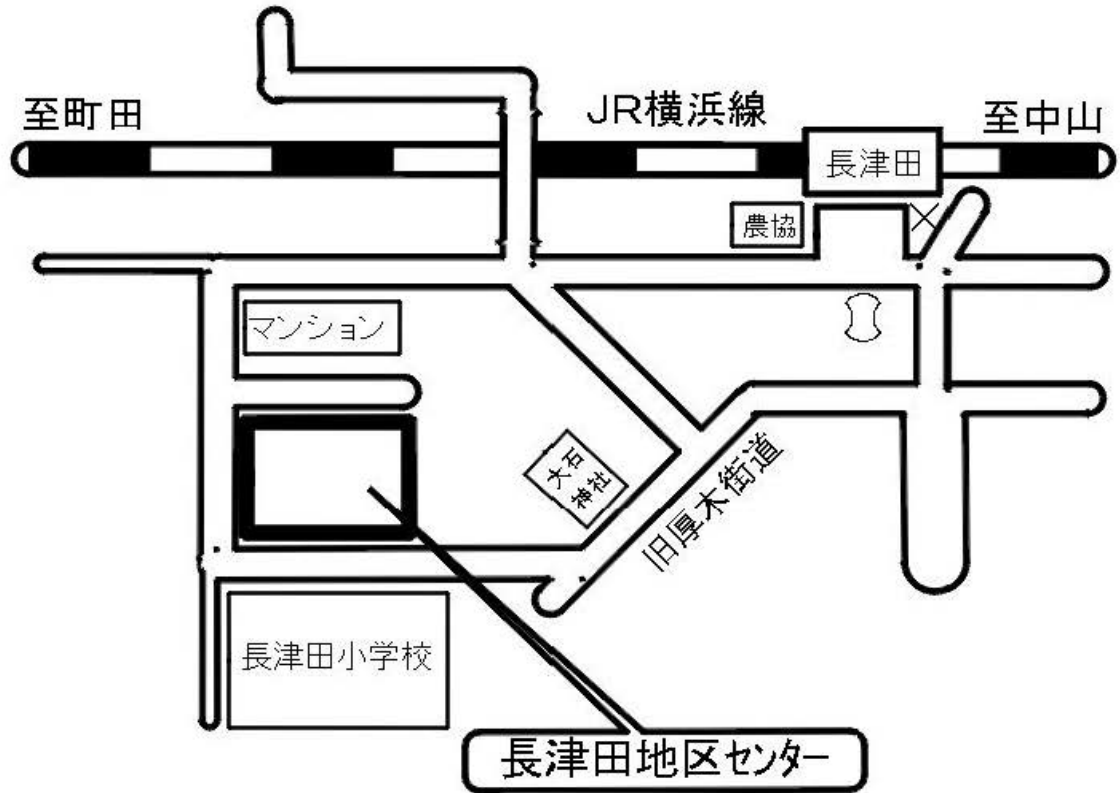 至町田
JR横浜線
至中山
長津田
農協
マンション
大石
神社
旧厚木街道
長津田小学校
長津田地区センター